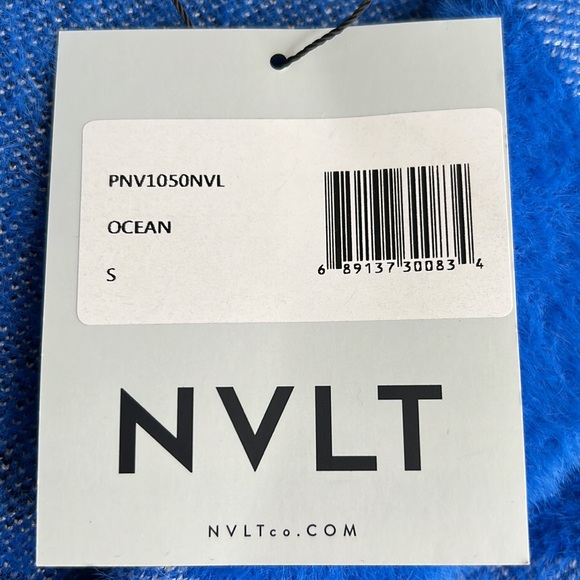 PNV1050NVL
OCEAN
S
6 89137 30083 4
NVLT
NVLTco.COM